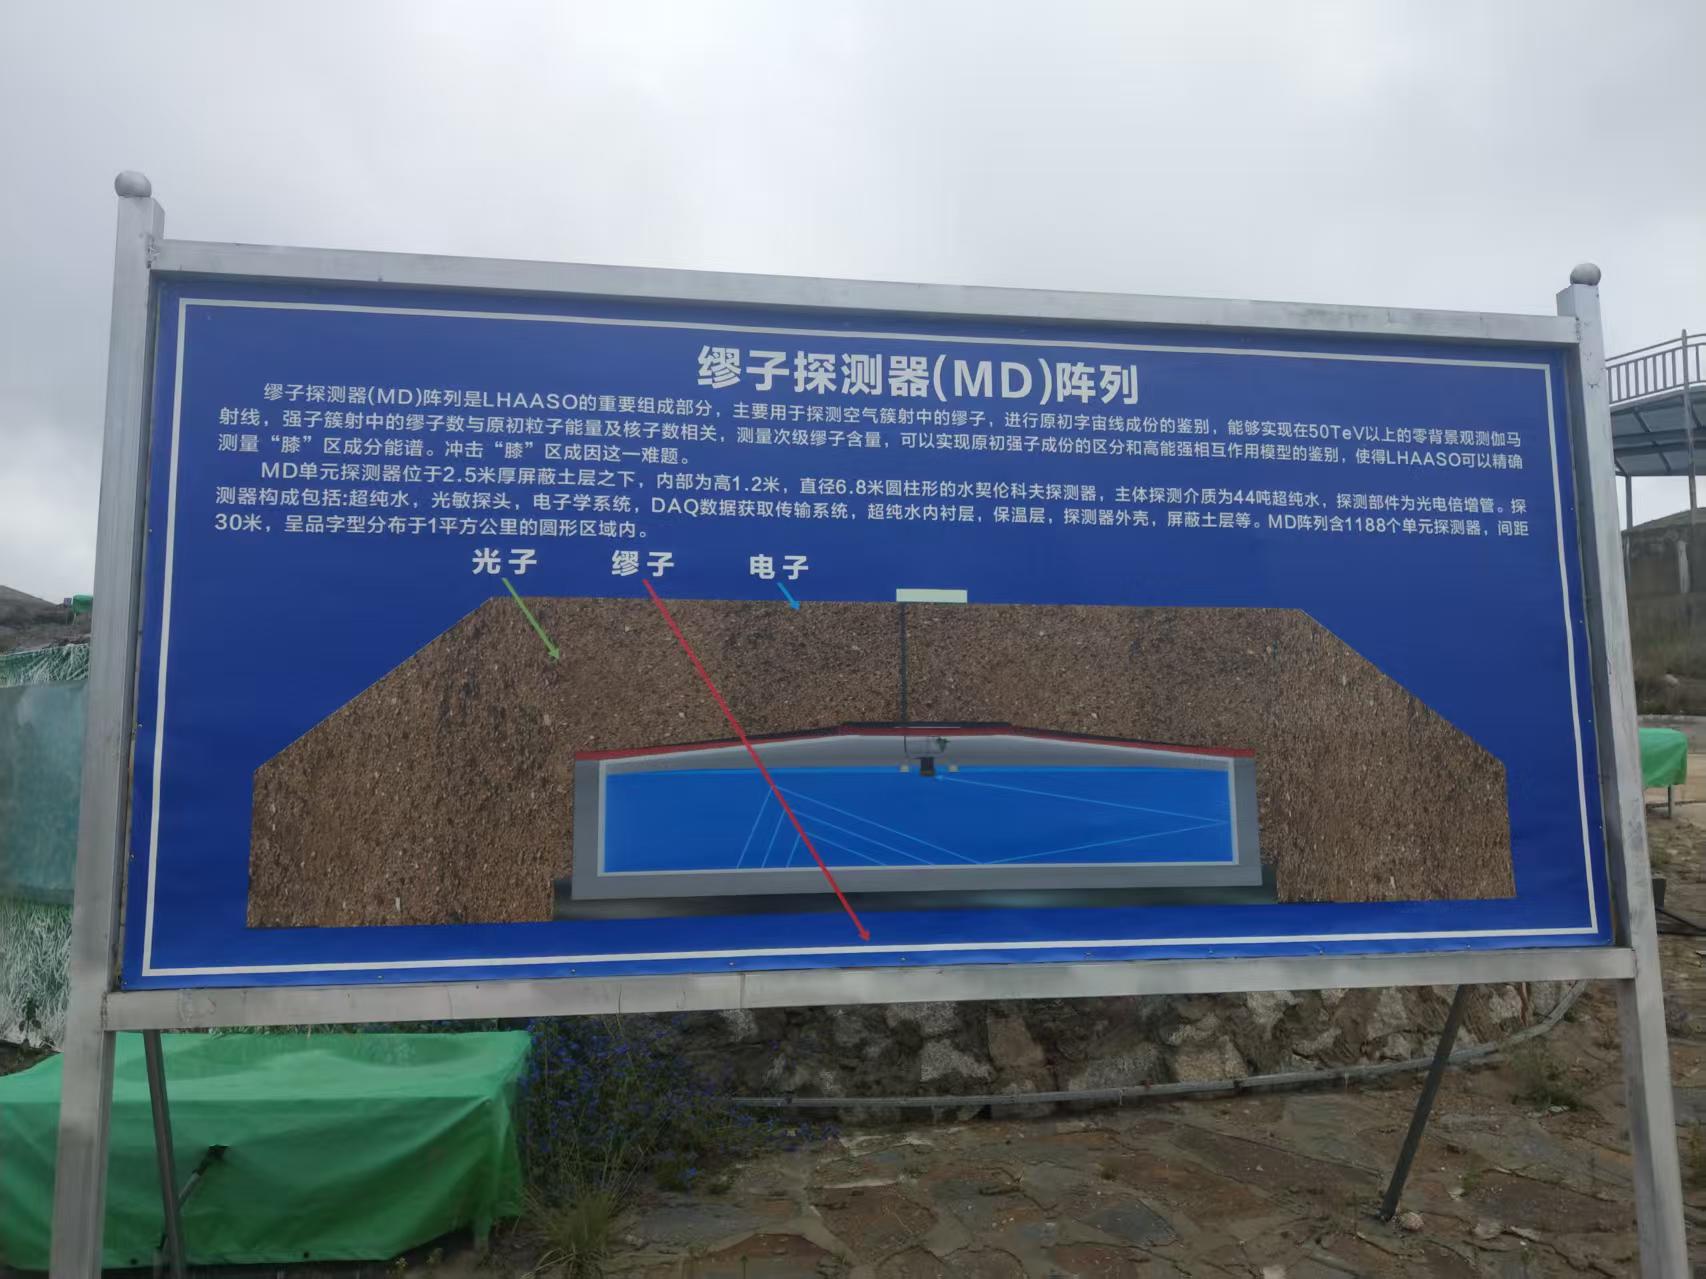 缪子探测器(MD)阵列
缪子探测器(MD)阵列是LHAASO的重要组成部分，主要用于探测空气簇射中的缪子，进行原初宇宙线成份的鉴别，能够实现在50TeV以上的零背景观测伽马
射线，强子簇射中的缪子数与原初粒子能量及核子数相关，测量次级缪子含量，可以实现原初强子成份的区分和高能强相互作用模型的鉴别，使得LHAASO可以精确
测量“膝”区成分能谱。冲击“膝”区成因这一难题。
MD单元探测器位于2.5米厚屏蔽土层之下，内部为高1.2米，直径6.8米圆柱形的水契伦科夫探测器，主体探测介质为44吨超纯水，探测部件为光电倍增管。探
测器构成包括:超纯水，光敏探头，电子学系统，DAQ数据获取传输系统，超纯水内衬层，保温层，探测器外壳，屏蔽土层等。MD阵列含1188个单元探测器，间距
30米，呈品字型分布于1平方公里的圆形区域内。
光子 缪子 电子